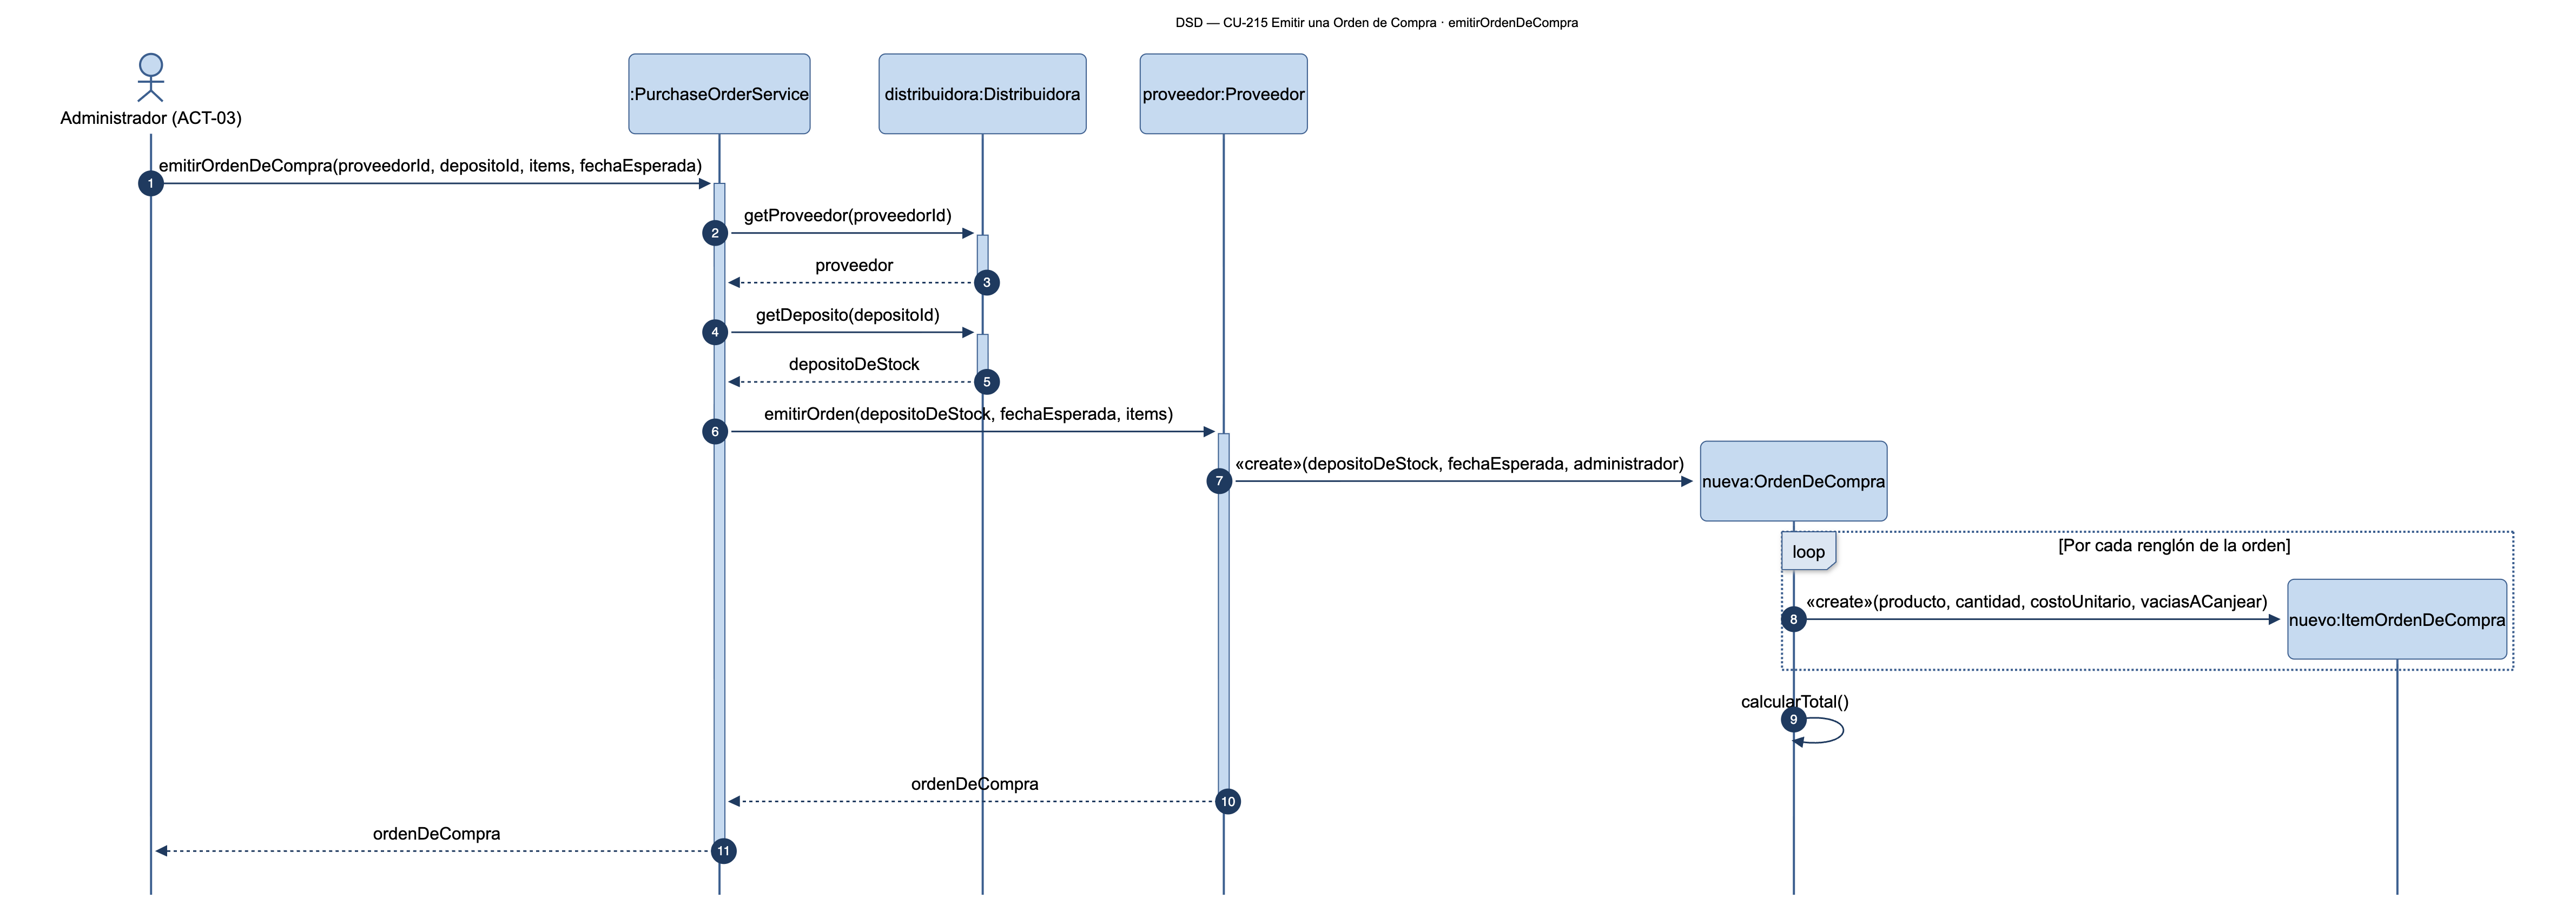 DSD — CU-215 Emitir una Orden de Compra · emitirOrdenDeCompra
Administrador (ACT-03)
:PurchaseOrderService
distribuidora:Distribuidora
proveedor:Proveedor
emitirOrdenDeCompra(proveedorId, depositoId, items, fechaEsperada)
1
getProveedor(proveedorId)
2
proveedor
3
getDeposito(depositoId)
4
depositoDeStock
5
emitirOrden(depositoDeStock, fechaEsperada, items)
6
«create»(depositoDeStock, fechaEsperada, administrador)
7
nueva:OrdenDeCompra
loop
[Por cada renglón de la orden]
«create»(producto, cantidad, costoUnitario, vaciasACanjear)
8
nuevo:ItemOrdenDeCompra
calcularTotal()
9
ordenDeCompra
10
ordenDeCompra
11